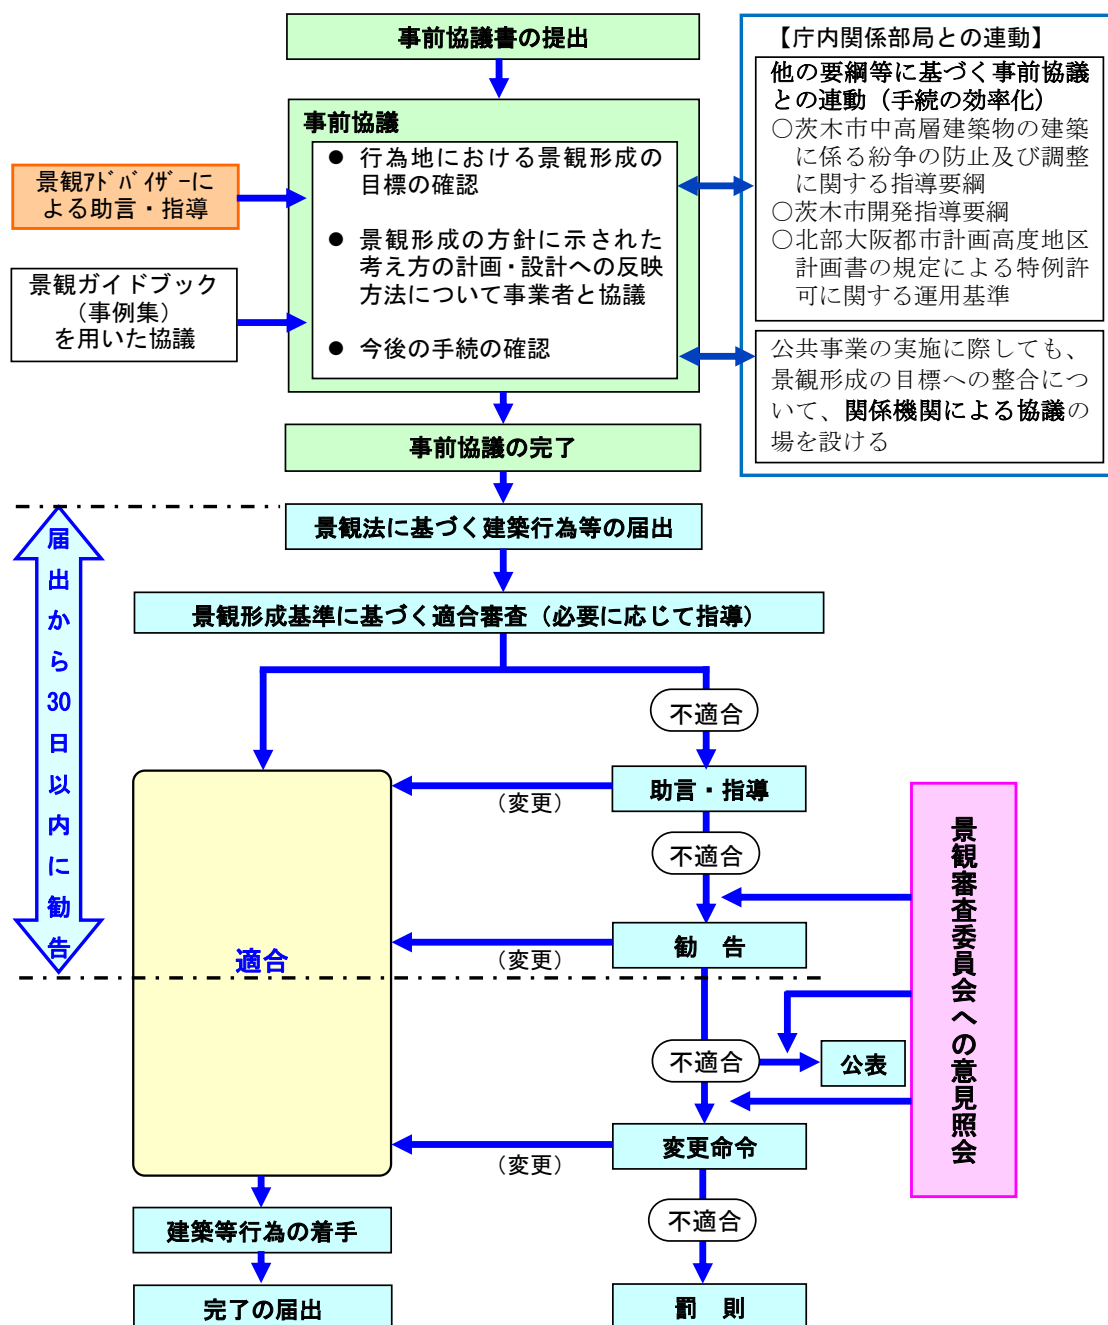 事前協議書の提出
事前協議
● 行為地における景観形成の
目標の確認
● 景観形成の方針に示された
考え方の計画・設計への反映
方法について事業者と協議
● 今後の手続の確認
景観ｱﾄﾞﾊﾞｲｻﾞｰに
よる助言・指導
景観ガイドブック
（事例集）
を用いた協議
【庁内関係部局との連動】
他の要綱等に基づく事前協議
との連動（手続の効率化）
○茨木市中高層建築物の建築
に係る紛争の防止及び調整
に関する指導要綱
○茨木市開発指導要綱
○北部大阪都市計画高度地区
計画書の規定による特例許
可に関する運用基準
公共事業の実施に際しても、
景観形成の目標への整合につ
いて、関係機関による協議の
場を設ける
事前協議の完了
景観法に基づく建築行為等の届出
景観形成基準に基づく適合審査（必要に応じて指導）
届出から30日以内に勧告
不適合
助言・指導
（変更）
不適合
勧　告
（変更）
適合
不適合
公表
変更命令
（変更）
景観審査委員会への意見照会
不適合
建築等行為の着手
完了の届出
罰　則